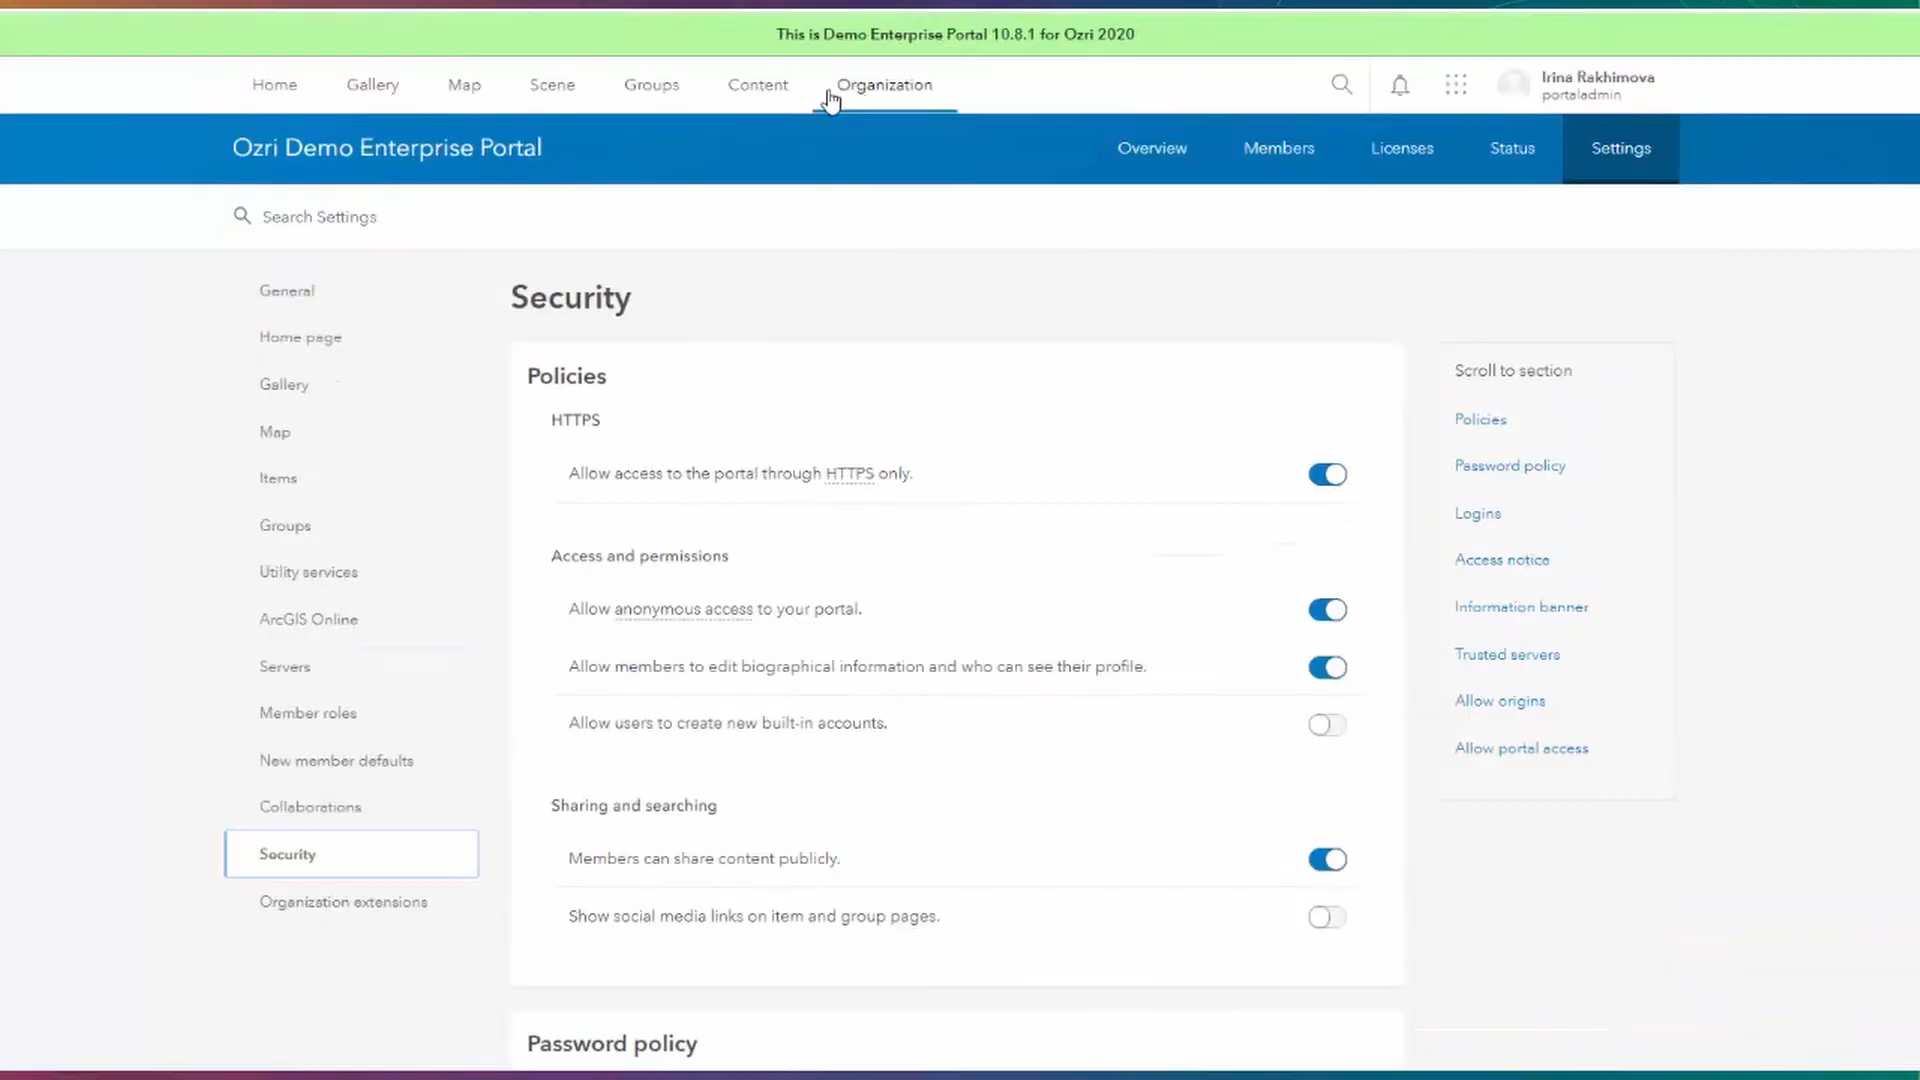 This is Demo Enterprise Portal 10.8.1 for Ozri 2020
Home Gallery Map Scene Groups Content Organization
Irina Rakhimova
portaladmin
Ozri Demo Enterprise Portal
Overview Members Licenses Status Settings
Search Settings
General
Home page
Gallery
Map
Items
Groups
Utility services
ArcGIS Online
Servers
Member roles
New member defaults
Collaborations
Security
Organization extensions
Security
Policies
HTTPS
Allow access to the portal through HTTPS only.
Access and permissions
Allow anonymous access to your portal.
Allow members to edit biographical information and who can see their profile.
Allow users to create new built-in accounts.
Sharing and searching
Members can share content publicly.
Show social media links on item and group pages.
Password policy
Scroll to section
Policies
Password policy
Logins
Access notice
Information banner
Trusted servers
Allow origins
Allow portal access